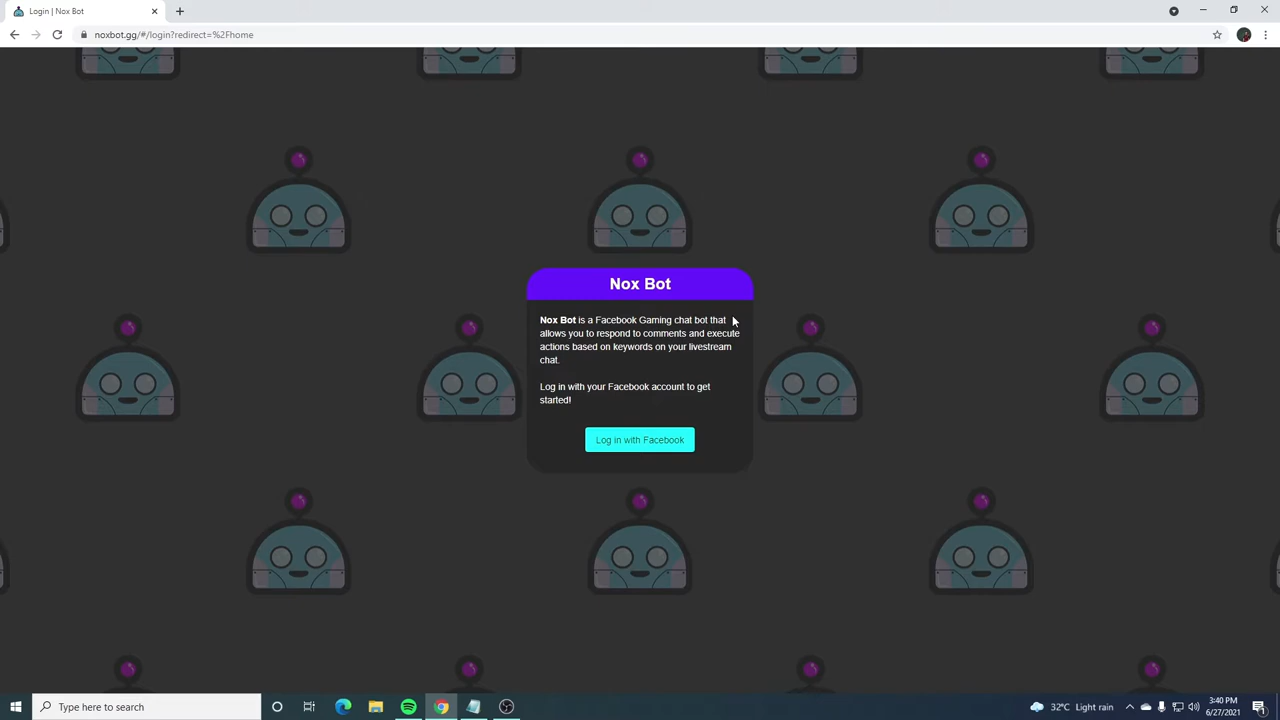 Login | Nox Bot
noxbot.gg/#/login?redirect=%2Fhome
Nox Bot
Nox Bot is a Facebook Gaming chat bot that
allows you to respond to comments and execute
actions based on keywords on your livestream
chat.
Log in with your Facebook account to get
started!
Log in with Facebook
Type here to search
32°C Light rain
3:40 PM
6/27/2021
1